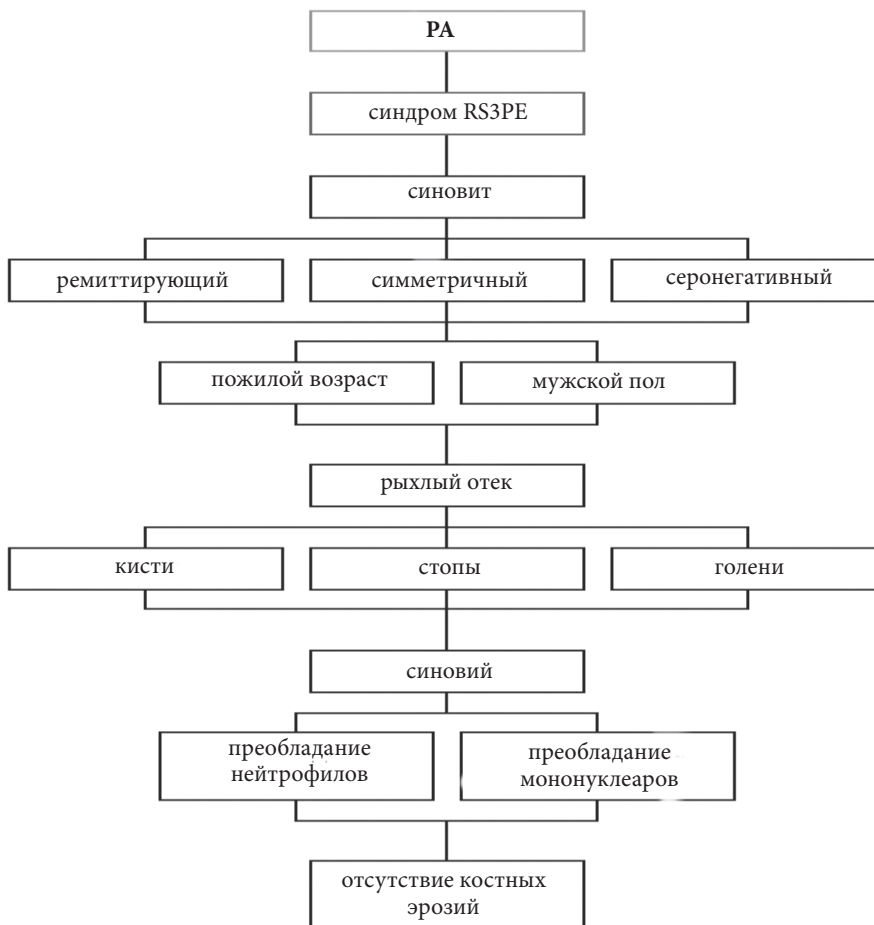 РА
синдром RS3PE
синовит
ремиттирующий
симметричный
серонегативный
пожилой возраст
мужской пол
рыхлый отек
кисти
стопы
голени
синовий
преобладание
нейтрофилов
преобладание
мононуклеаров
отсутствие костных
эрозий